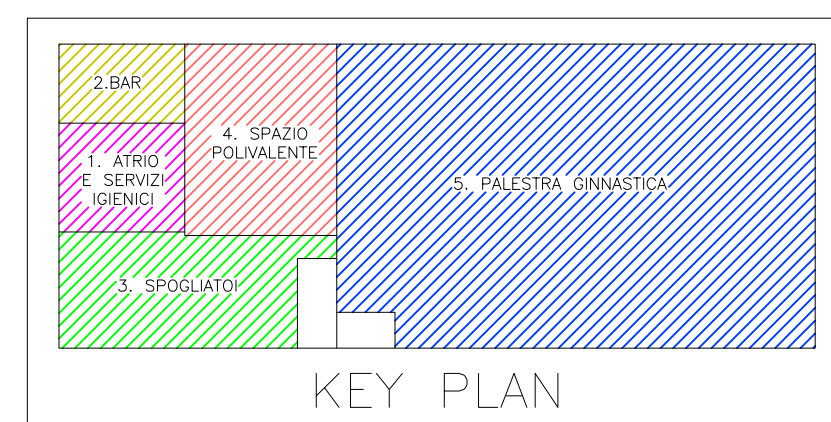 2.BAR
1. ATRIO
E SERVIZI
IGIENICI
4. SPAZIO
POLIVALENTE
5. PALESTRA GINNASTICA
3. SPOGLIATOI
KEY PLAN